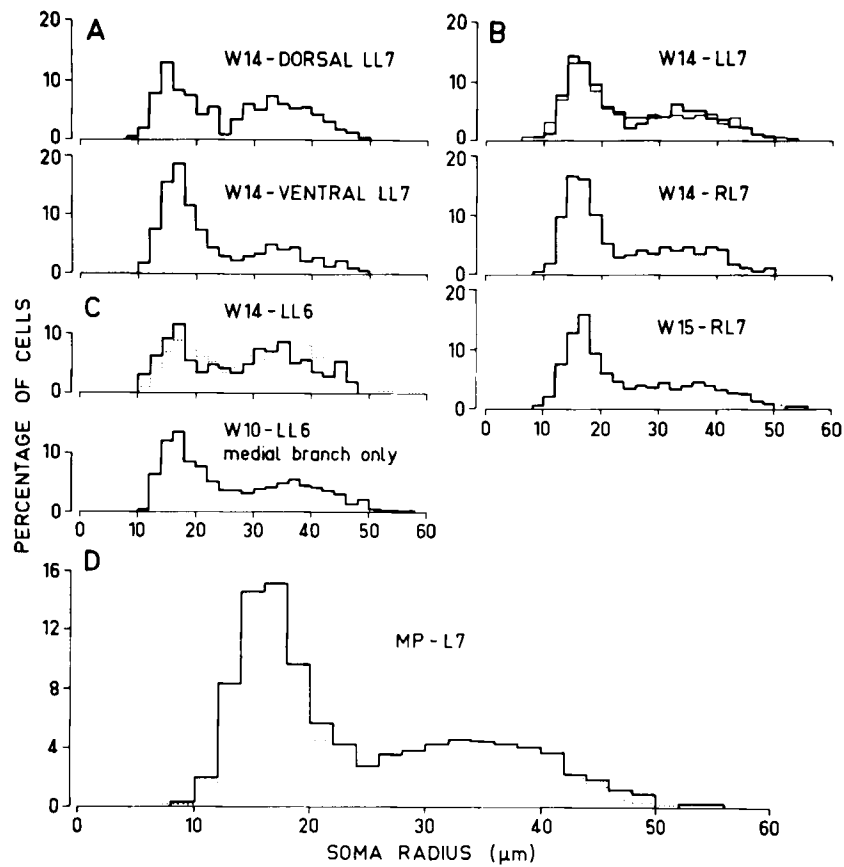 A
W14-DORSAL LL7
20
10
0
W14-VENTRAL LL7
20
10
0
C
W14-LL6
10
0
W10-LL6
medial branch only
10
0
0 10 20 30 40 50 60
B
W14-LL7
20
10
0
W14-RL7
20
10
0
W15-RL7
20
10
0
0 10 20 30 40 50 60
PERCENTAGE OF CELLS
D
MP-L7
16
12
8
4
0
0 10 20 30 40 50 60
SOMA RADIUS (μm)